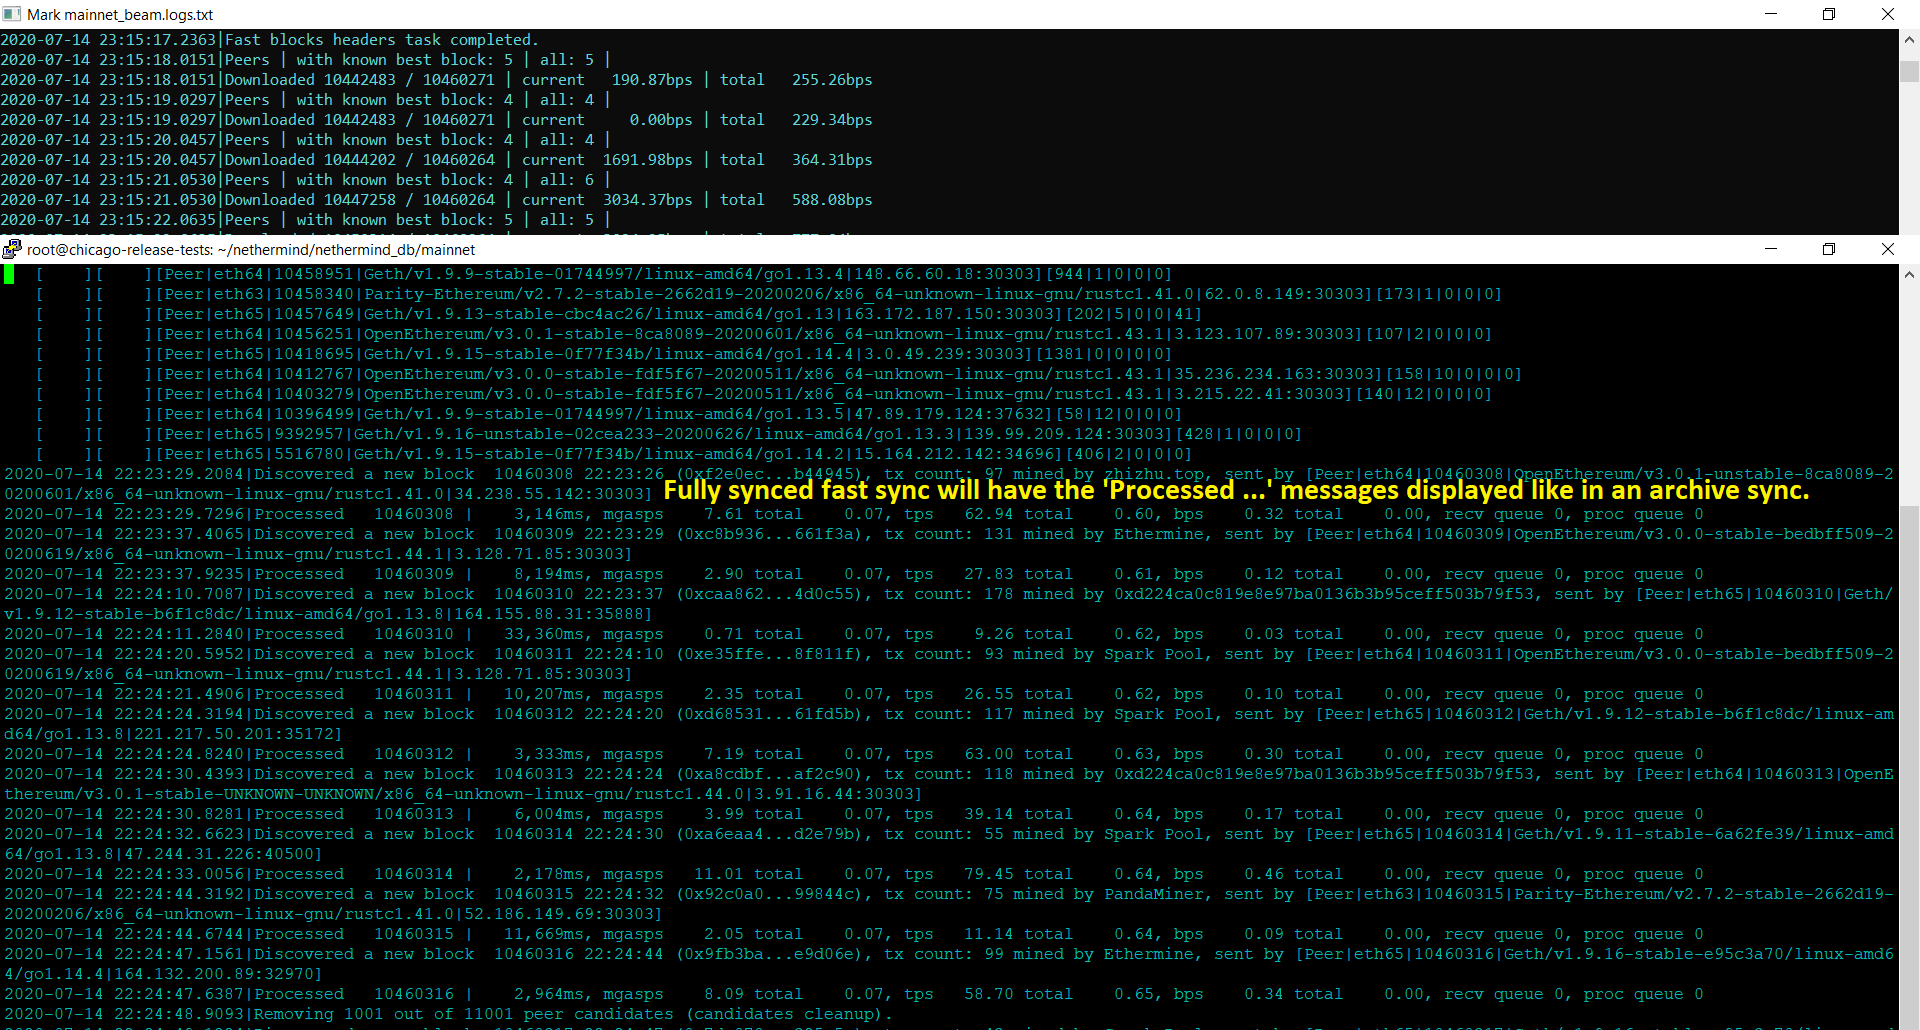 Mark mainnet_beam.logs.txt
2020-07-14 23:15:17.2363|Fast blocks headers task completed.
2020-07-14 23:15:18.0151|Peers | with known best block: 5 | all: 5 |
2020-07-14 23:15:18.0151|Downloaded 10442483 / 10460271 | current   190.87bps | total   255.26bps
2020-07-14 23:15:19.0297|Peers | with known best block: 4 | all: 4 |
2020-07-14 23:15:19.0297|Downloaded 10442483 / 10460271 | current     0.00bps | total   229.34bps
2020-07-14 23:15:20.0457|Peers | with known best block: 4 | all: 4 |
2020-07-14 23:15:20.0457|Downloaded 10444202 / 10460264 | current  1691.98bps | total   364.31bps
2020-07-14 23:15:21.0530|Peers | with known best block: 4 | all: 6 |
2020-07-14 23:15:21.0530|Downloaded 10447258 / 10460264 | current  3034.37bps | total   588.08bps
2020-07-14 23:15:22.0635|Peers | with known best block: 5 | all: 5 |
root@chicago-release-tests: ~/nethermind/nethermind_db/mainnet
[    ][    ][Peer|eth64|10458951|Geth/v1.9.9-stable-01744997/linux-amd64/go1.13.4|148.66.60.18:30303][944|1|0|0|0]
[    ][    ][Peer|eth63|10458340|Parity-Ethereum/v2.7.2-stable-2662d19-20200206/x86_64-unknown-linux-gnu/rustc1.41.0|62.0.8.149:30303][173|1|0|0|0]
[    ][    ][Peer|eth64|10457649|Geth/v1.9.13-stable-cbc4ac26/linux-amd64/go1.13|163.172.187.150:30303][202|5|0|0|41]
[    ][    ][Peer|eth64|10456251|OpenEthereum/v3.0.1-stable-8ca8089-20200601/x86_64-unknown-linux-gnu/rustc1.43.1|3.123.107.89:30303][107|2|0|0|0]
[    ][    ][Peer|eth65|10418695|Geth/v1.9.15-stable-0f77f34b/linux-amd64/go1.14.4|3.0.49.239:30303][1381|0|0|0|0]
[    ][    ][Peer|eth64|10412767|OpenEthereum/v3.0.0-stable-fdf5f67-20200511/x86_64-unknown-linux-gnu/rustc1.43.1|35.236.234.163:30303][158|10|0|0|0]
[    ][    ][Peer|eth64|10403279|OpenEthereum/v3.0.0-stable-fdf5f67-20200511/x86_64-unknown-linux-gnu/rustc1.43.1|3.215.22.41:30303][140|12|0|0|0]
[    ][    ][Peer|eth64|10396499|Geth/v1.9.9-stable-01744997/linux-amd64/go1.13.5|47.89.179.124:37632][58|12|0|0|0]
[    ][    ][Peer|eth65|9392957|Geth/v1.9.16-unstable-02cea233-20200626/linux-amd64/go1.13.3|139.99.209.124:30303][428|1|0|0|0]
[    ][    ][Peer|eth65|5516780|Geth/v1.9.15-stable-0f77f34b/linux-amd64/go1.14.2|15.164.212.142:34696][406|2|0|0|0]
2020-07-14 22:23:29.2084|Discovered a new block  10460308 22:23:26 (0xf2e0ec...b44945), tx count: 97 mined by zhizhu.top, sent by [Peer|eth64|10460308|OpenEthereum/v3.0.1-unstable-8ca8089-2
0200601/x86_64-unknown-linux-gnu/rustc1.41.0|34.238.55.142:30303]
Fully synced fast sync will have the 'Processed ...' messages displayed like in an archive sync.
2020-07-14 22:23:29.7296|Processed   10460308 |    3,146ms, mgasps    7.61 total    0.07, tps   62.94 total    0.60, bps    0.32 total    0.00, recv queue 0, proc queue 0
2020-07-14 22:23:37.4065|Discovered a new block  10460309 22:23:29 (0xc8b936...661f3a), tx count: 131 mined by Ethermine, sent by [Peer|eth64|10460309|OpenEthereum/v3.0.0-stable-bedbff509-2
0200619/x86_64-unknown-linux-gnu/rustc1.44.1|3.128.71.85:30303]
2020-07-14 22:23:37.9235|Processed   10460309 |    8,194ms, mgasps    2.90 total    0.07, tps   27.83 total    0.61, bps    0.12 total    0.00, recv queue 0, proc queue 0
2020-07-14 22:24:10.7087|Discovered a new block  10460310 22:23:37 (0xcaa862...4d0c55), tx count: 178 mined by 0xd224ca0c819e8e97ba0136b3b95ceff503b79f53, sent by [Peer|eth65|10460310|Geth/
v1.9.12-stable-b6f1c8dc/linux-amd64/go1.13.8|164.155.88.31:35888]
2020-07-14 22:24:11.2840|Processed   10460310 |   33,360ms, mgasps    0.71 total    0.07, tps    9.26 total    0.62, bps    0.03 total    0.00, recv queue 0, proc queue 0
2020-07-14 22:24:20.5952|Discovered a new block  10460311 22:24:10 (0xe35ffe...8f811f), tx count: 93 mined by Spark Pool, sent by [Peer|eth64|10460311|OpenEthereum/v3.0.0-stable-bedbff509-2
0200619/x86_64-unknown-linux-gnu/rustc1.44.1|3.128.71.85:30303]
2020-07-14 22:24:21.4906|Processed   10460311 |   10,207ms, mgasps    2.35 total    0.07, tps   26.55 total    0.62, bps    0.10 total    0.00, recv queue 0, proc queue 0
2020-07-14 22:24:24.3194|Discovered a new block  10460312 22:24:20 (0xd68531...61fd5b), tx count: 117 mined by Spark Pool, sent by [Peer|eth65|10460312|Geth/v1.9.12-stable-b6f1c8dc/linux-am
d64/go1.13.8|221.217.50.201:35172]
2020-07-14 22:24:24.8240|Processed   10460312 |    3,333ms, mgasps    7.19 total    0.07, tps   63.00 total    0.63, bps    0.30 total    0.00, recv queue 0, proc queue 0
2020-07-14 22:24:30.4393|Discovered a new block  10460313 22:24:24 (0xa8cdbf...af2c90), tx count: 118 mined by 0xd224ca0c819e8e97ba0136b3b95ceff503b79f53, sent by [Peer|eth64|10460313|OpenE
thereum/v3.0.1-stable-UNKNOWN-UNKNOWN/x86_64-unknown-linux-gnu/rustc1.44.0|3.91.16.44:30303]
2020-07-14 22:24:30.8281|Processed   10460313 |    6,004ms, mgasps    3.99 total    0.07, tps   39.14 total    0.64, bps    0.17 total    0.00, recv queue 0, proc queue 0
2020-07-14 22:24:32.6623|Discovered a new block  10460314 22:24:30 (0xa6eaa4...d2e79b), tx count: 55 mined by Spark Pool, sent by [Peer|eth65|10460314|Geth/v1.9.11-stable-6a62fe39/linux-amd
64/go1.13.8|47.244.31.226:40500]
2020-07-14 22:24:33.0056|Processed   10460314 |    2,178ms, mgasps   11.01 total    0.07, tps   79.45 total    0.64, bps    0.46 total    0.00, recv queue 0, proc queue 0
2020-07-14 22:24:44.3192|Discovered a new block  10460315 22:24:32 (0x92c0a0...99844c), tx count: 75 mined by PandaMiner, sent by [Peer|eth63|10460315|Parity-Ethereum/v2.7.2-stable-2662d19-
20200206/x86_64-unknown-linux-gnu/rustc1.41.0|52.186.149.69:30303]
2020-07-14 22:24:44.6744|Processed   10460315 |   11,669ms, mgasps    2.05 total    0.07, tps   11.14 total    0.64, bps    0.09 total    0.00, recv queue 0, proc queue 0
2020-07-14 22:24:47.1561|Discovered a new block  10460316 22:24:44 (0x9fb3ba...e9d06e), tx count: 99 mined by Ethermine, sent by [Peer|eth65|10460316|Geth/v1.9.16-stable-e95c3a70/linux-amd6
4/go1.14.4|164.132.200.89:32970]
2020-07-14 22:24:47.6387|Processed   10460316 |    2,964ms, mgasps    8.09 total    0.07, tps   58.70 total    0.65, bps    0.34 total    0.00, recv queue 0, proc queue 0
2020-07-14 22:24:48.9093|Removing 1001 out of 11001 peer candidates (candidates cleanup).